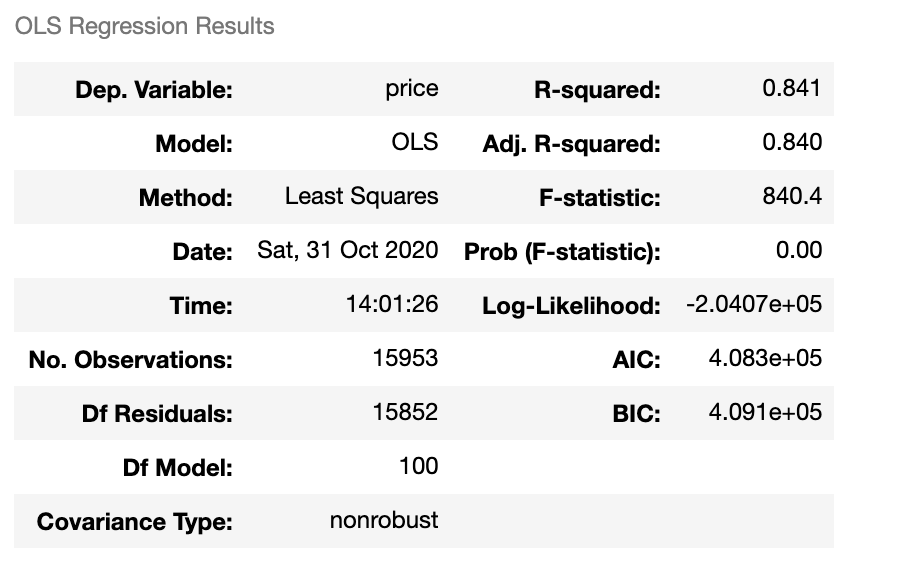 OLS Regression Results
Dep. Variable: price R-squared: 0.841
Model: OLS Adj. R-squared: 0.840
Method: Least Squares F-statistic: 840.4
Date: Sat, 31 Oct 2020 Prob (F-statistic): 0.00
Time: 14:01:26 Log-Likelihood: -2.0407e+05
No. Observations: 15953 AIC: 4.083e+05
Df Residuals: 15852 BIC: 4.091e+05
Df Model: 100
Covariance Type: nonrobust